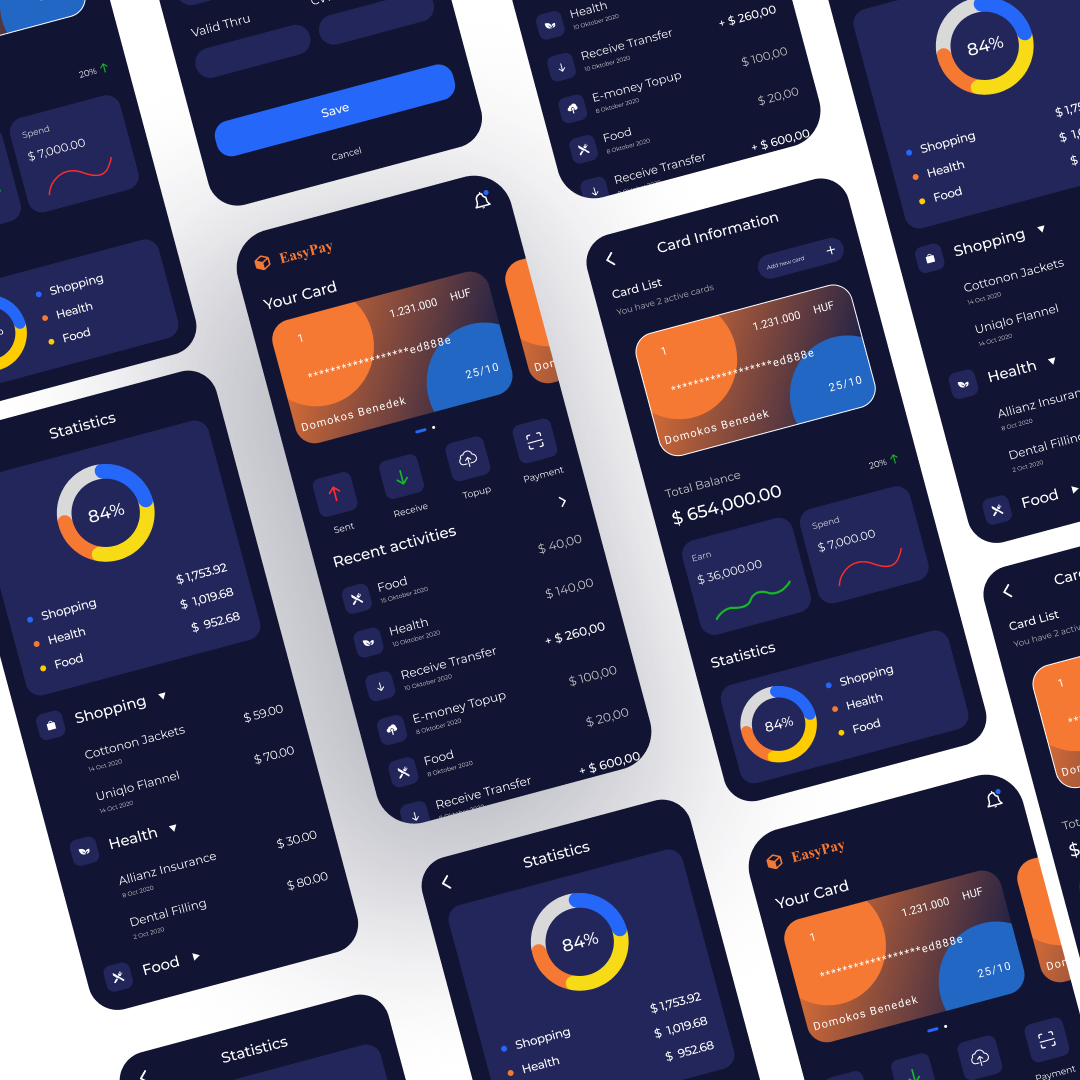 20%
Spend
$ 7,000.00
Shopping
Health
Food
Valid Thru
Save
Cancel
Health
10 Oktober 2020
+ $ 260,00
Receive Transfer
10 Oktober 2020
$ 100,00
E-money Topup
8 Oktober 2020
$ 20,00
Food
8 Oktober 2020
+ $ 600,00
Receive Transfer
84%
Shopping
Health
Food
Shopping
Cottonon Jackets
14 Oct 2020
Uniqlo Flannel
14 Oct 2020
Health
8 Oct 2020
Dental Filling
2 Oct 2020
Food
Statistics
84%
Shopping
$ 1,753.92
Health
$ 1,019.68
Food
$ 952.68
Shopping
Cottonon Jackets
$ 59.00
14 Oct 2020
Uniqlo Flannel
$ 70.00
14 Oct 2020
Health
Allianz Insurance
$ 30.00
8 Oct 2020
Dental Filling
$ 80.00
2 Oct 2020
Food
EasyPay
Your Card
1
1.231.000 HUF
*****************ed888e
25/10
Domokos Benedek
Sent
Receive
Topup
Payment
Recent activities
Food
$ 40,00
15 Oktober 2020
Health
$ 140,00
10 Oktober 2020
Receive Transfer
+ $ 260,00
10 Oktober 2020
E-money Topup
$ 100,00
8 Oktober 2020
Food
$ 20,00
8 Oktober 2020
Receive Transfer
+ $ 600,00
Card Information
Card List
Add new card +
You have 2 active cards
1
1.231.000 HUF
*****************ed888e
25/10
Domokos Benedek
Total Balance
20%
$ 654,000.00
Earn
$ 36,000.00
Spend
$ 7,000.00
Statistics
84%
Shopping
Health
Food
Card List
1
Statistics
Statistics
84%
Shopping
$ 1,753.92
Health
$ 1,019.68
$ 952.68
EasyPay
Your Card
1
1.231.000 HUF
*****************ed888e
25/10
Domokos Benedek
Payment